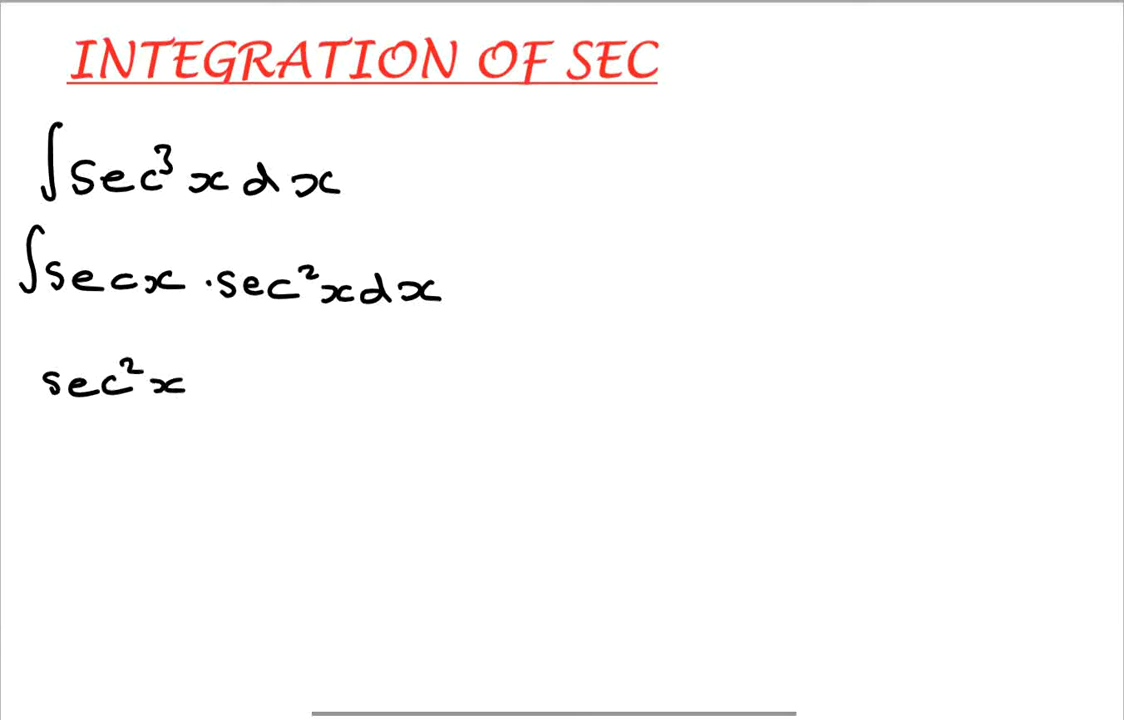 INTEGRATION OF SEC
∫sec³x dx
∫secx · sec²x dx
sec²x